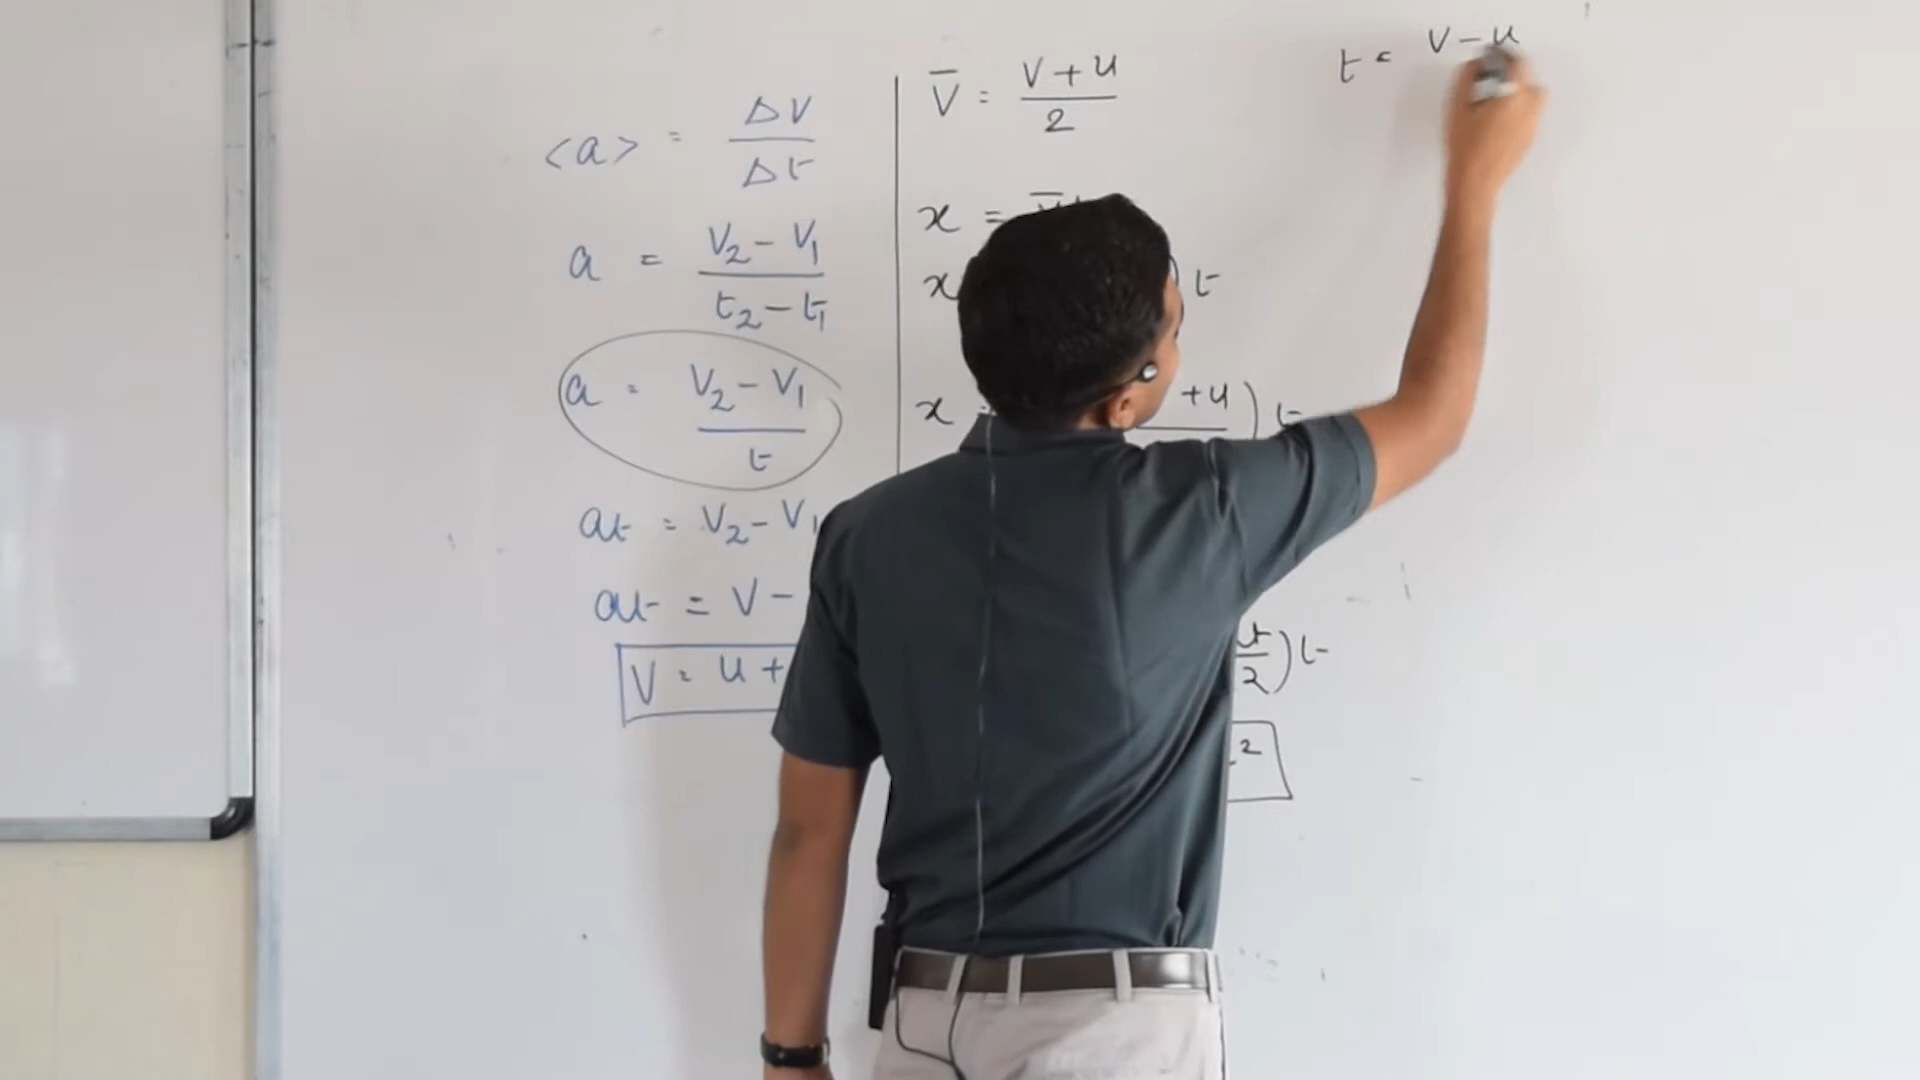 <a> = ΔV/Δt
a = (V₂ − V₁)/(t₂ − t₁)
a = (V₂ − V₁)/t
at = V₂ − V₁
at = V −
V = u +
V̄ = (V + u)/2
x =
x t
x = + u) t
t/2) t
²
t = V − u